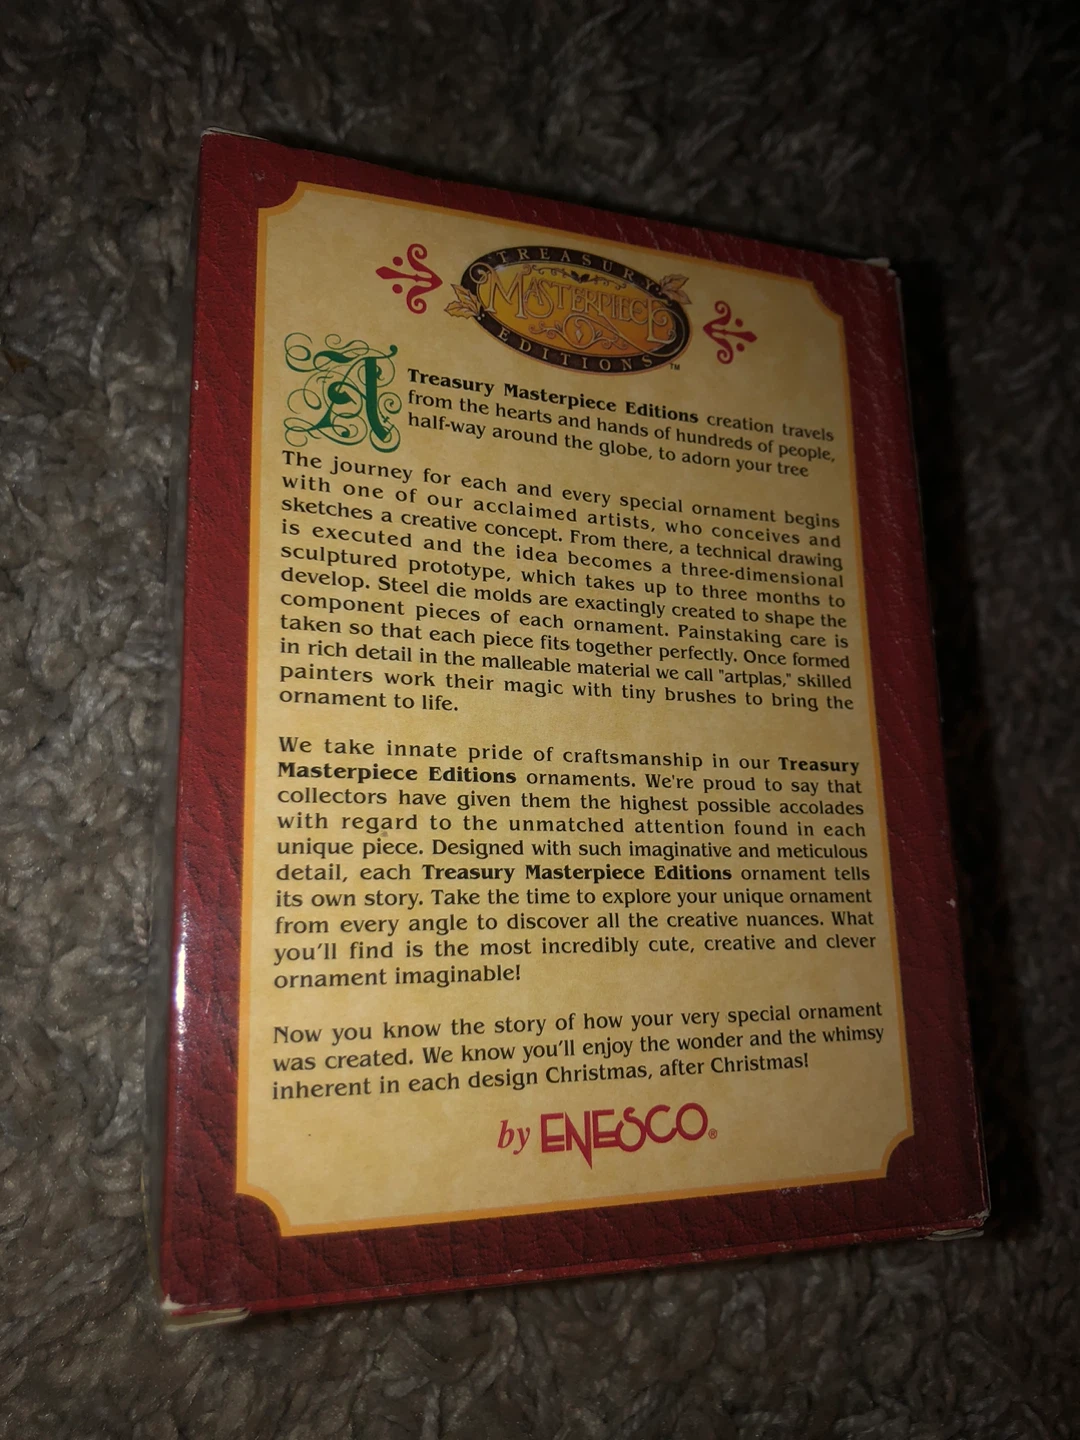 TREASURY
MASTERPIECE
EDITIONS
™
A Treasury Masterpiece Editions creation travels
from the hearts and hands of hundreds of people,
half-way around the globe, to adorn your tree
The journey for each and every special ornament begins
with one of our acclaimed artists, who conceives and
sketches a creative concept. From there, a technical drawing
is executed and the idea becomes a three-dimensional
sculptured prototype, which takes up to three months to
develop. Steel die molds are exactingly created to shape the
component pieces of each ornament. Painstaking care is
taken so that each piece fits together perfectly. Once formed
in rich detail in the malleable material we call "artplas," skilled
painters work their magic with tiny brushes to bring the
ornament to life.
We take innate pride of craftsmanship in our Treasury
Masterpiece Editions ornaments. We're proud to say that
collectors have given them the highest possible accolades
with regard to the unmatched attention found in each
unique piece. Designed with such imaginative and meticulous
detail, each Treasury Masterpiece Editions ornament tells
its own story. Take the time to explore your unique ornament
from every angle to discover all the creative nuances. What
you'll find is the most incredibly cute, creative and clever
ornament imaginable!
Now you know the story of how your very special ornament
was created. We know you'll enjoy the wonder and the whimsy
inherent in each design Christmas, after Christmas!
by ENESCO®